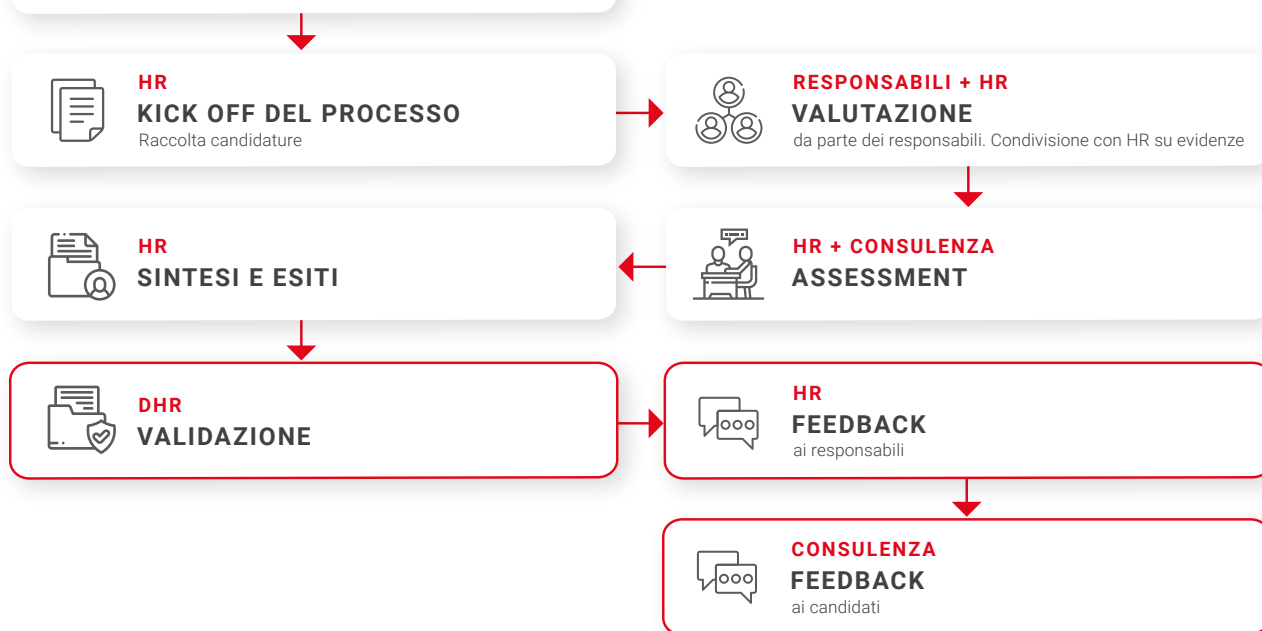 HR
KICK OFF DEL PROCESSO
Raccolta candidature
RESPONSABILI + HR
VALUTAZIONE
da parte dei responsabili. Condivisione con HR su evidenze
HR + CONSULENZA
ASSESSMENT
HR
SINTESI E ESITI
DHR
VALIDAZIONE
HR
FEEDBACK
ai responsabili
CONSULENZA
FEEDBACK
ai candidati